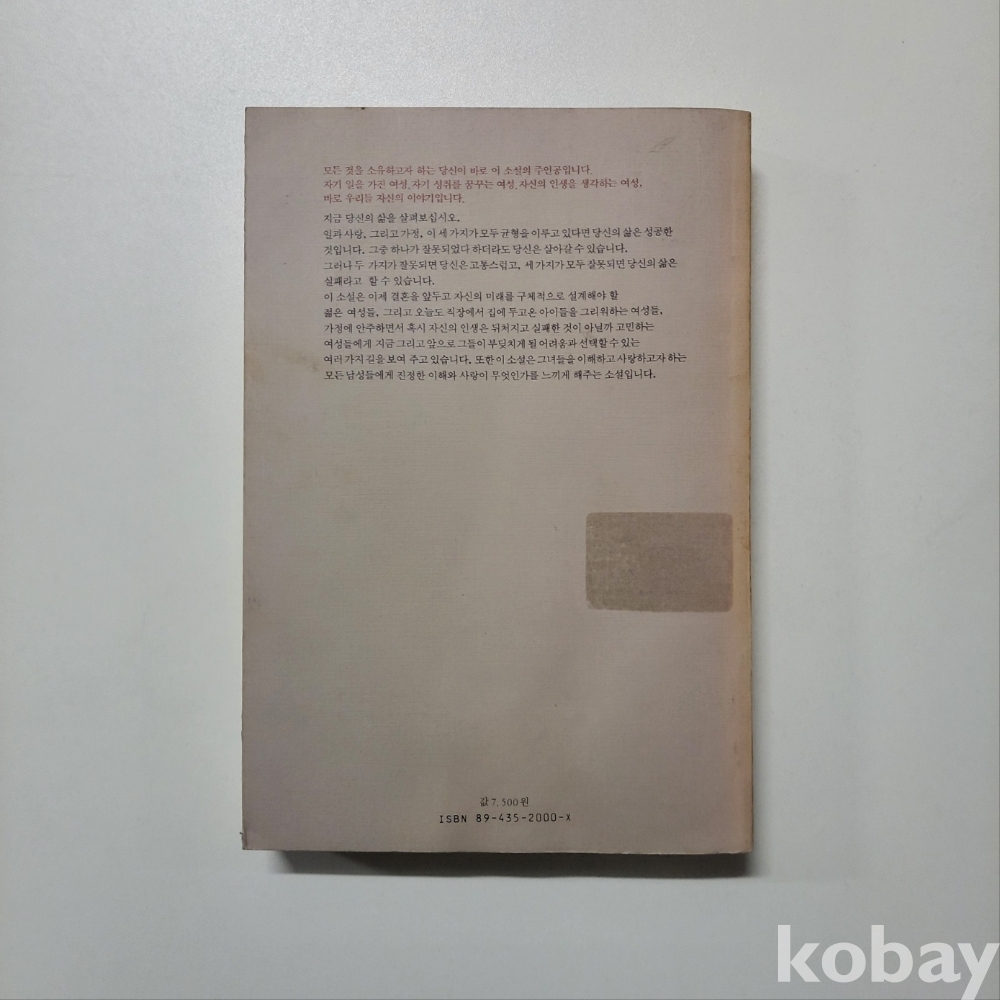 모든 것을 소유하고자 하는 당신이 바로 이 소설의 주인공입니다.
자기 일을 가진 여성, 자기 성취를 꿈꾸는 여성, 자신의 인생을 생각하는 여성,
바로 우리들 자신의 이야기입니다.
지금 당신의 삶을 살펴보십시오.
일과 사랑, 그리고 가정, 이 세 가지가 모두 균형을 이루고 있다면 당신의 삶은 성공한
것입니다. 그중 하나가 잘못되었다 하더라도 당신은 살아갈 수 있습니다.
그러나 두 가지가 잘못되면 당신은 고통스럽고, 세 가지가 모두 잘못되면 당신의 삶은
실패라고 할 수 있습니다.
이 소설은 이제 결혼을 앞두고 자신의 미래를 구체적으로 설계해야 할
젊은 여성들, 그리고 오늘도 직장에서 집에 두고온 아이들을 그리워하는 여성들,
가정에 안주하면서 혹시 자신의 인생은 뒤처지고 실패한 것이 아닐까 고민하는
여성들에게 지금 그리고 앞으로 그들이 부딪치게 될 어려움과 선택할 수 있는
여러 가지 길을 보여 주고 있습니다. 또한 이 소설은 그녀들을 이해하고 사랑하고자 하는
모든 남성들에게 진정한 이해와 사랑이 무엇인가를 느끼게 해주는 소설입니다.
값 7,500원
ISBN 89-435-2000-X
kobay